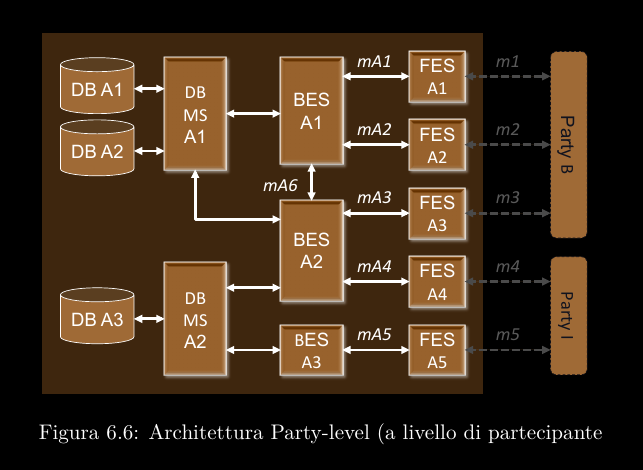 DB A1
DB A2
DB
MS
A1
BES
A1
mA1
FES
A1
m1
mA2
FES
A2
m2
Party B
mA6
BES
A2
mA3
FES
A3
m3
mA4
FES
A4
m4
DB A3
DB
MS
A2
BES
A3
mA5
FES
A5
m5
Party I
Figura 6.6: Architettura Party-level (a livello di partecipante